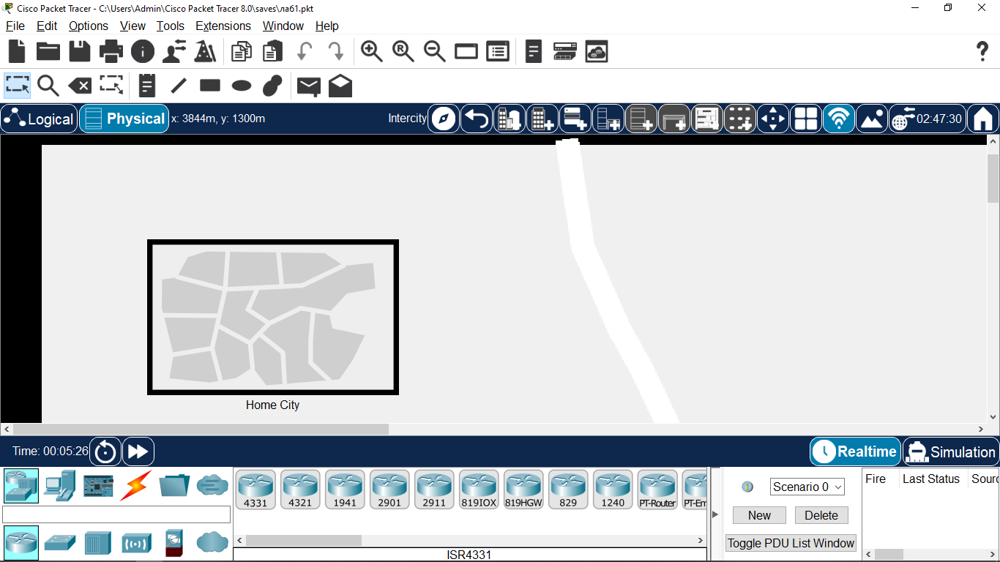 Cisco Packet Tracer - C:\Users\Admin\Cisco Packet Tracer 8.0\saves\ла61.pkt
File Edit Options View Tools Extensions Window Help
Logical Physical x: 3844m, y: 1300m Intercity 02:47:30
Home City
Time: 00:05:26 Realtime Simulation
4331 4321 1941 2901 2911 819IOX 819HGW 829 1240 PT-Router PT-Em
Scenario 0
Fire Last Status Sourc
New Delete
Toggle PDU List Window
ISR4331